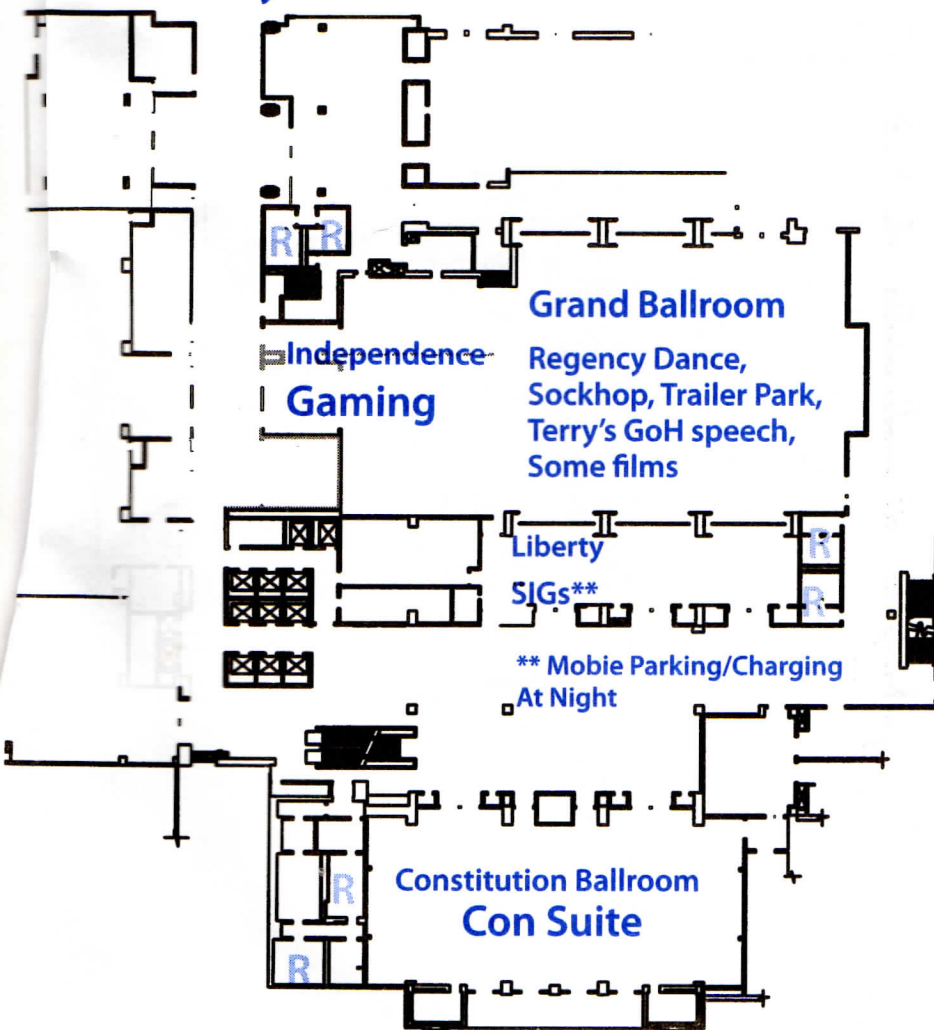 R R
Grand Ballroom
Independence
Gaming
Regency Dance,
Sockhop, Trailer Park,
Terry's GoH speech,
Some films
Liberty
SIGs**
R
R
** Mobie Parking/Charging
At Night
R
Constitution Ballroom
Con Suite
R